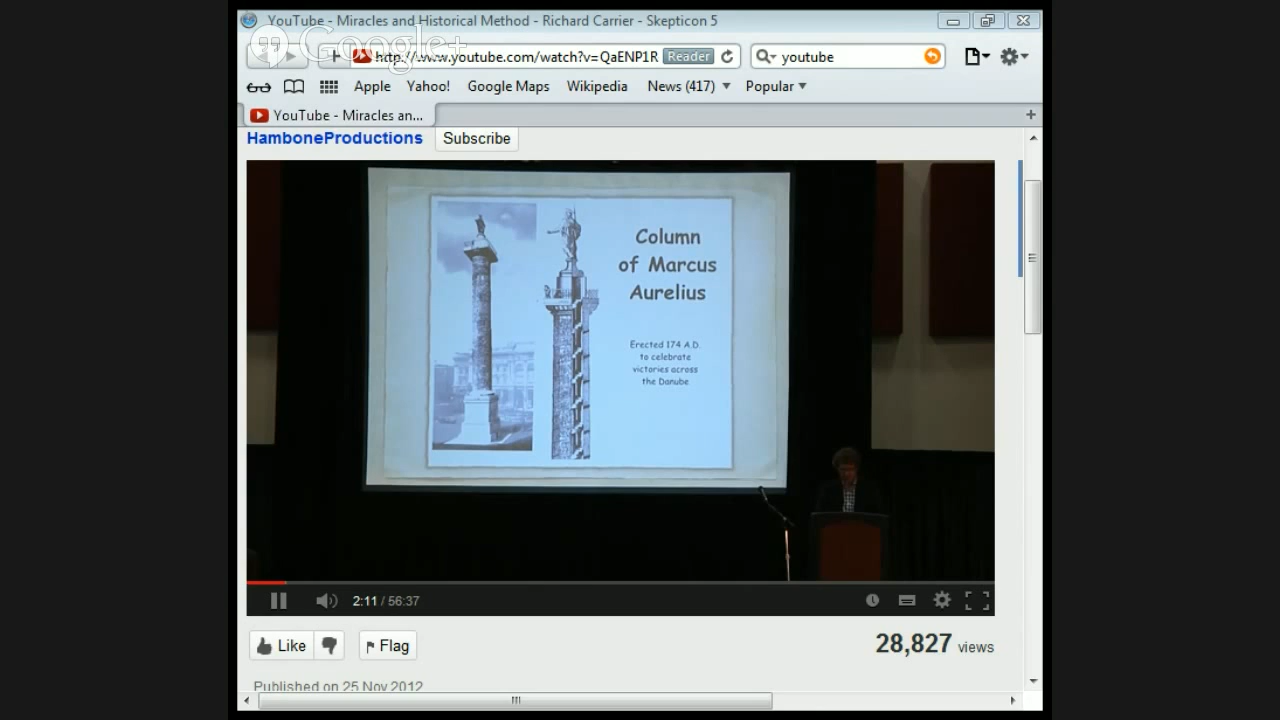 YouTube - Miracles and Historical Method - Richard Carrier - Skepticon 5
Google+
http://www.youtube.com/watch?v=QaENP1R
Reader
youtube
Apple
Yahoo!
Google Maps
Wikipedia
News (417)
Popular
YouTube - Miracles an...
HamboneProductions
Subscribe
Column
of Marcus
Aurelius
Erected 174 A.D.
to celebrate
victories across
the Danube
2:11 / 56:37
Like
Flag
28,827 views
Published on 25 Nov 2012